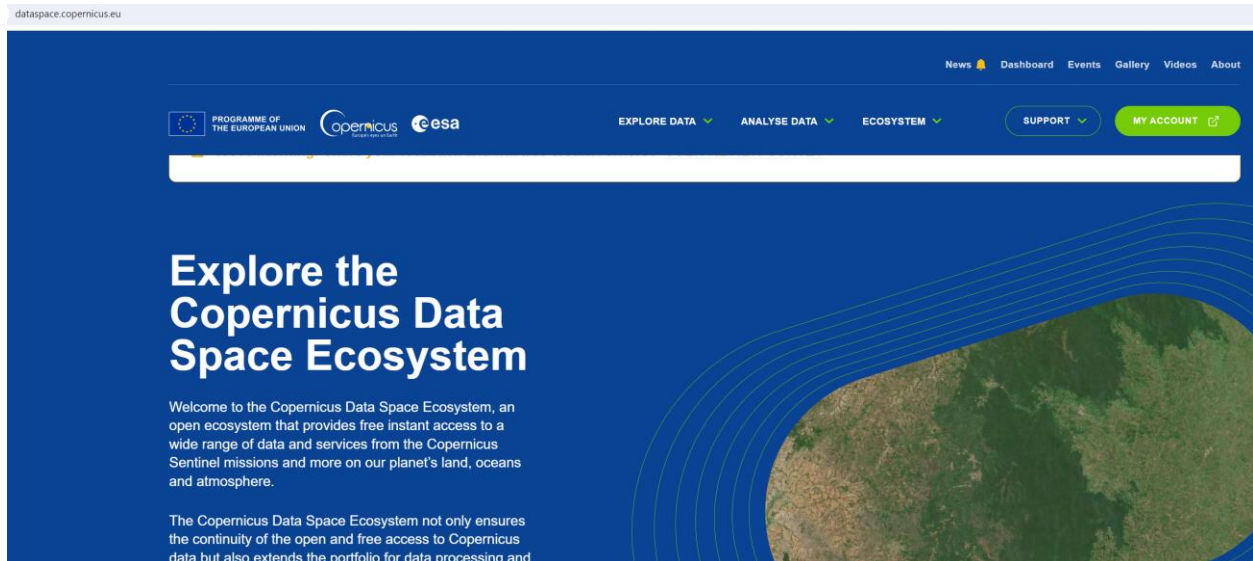 dataspace.copernicus.eu
News Dashboard Events Gallery Videos About
PROGRAMME OF
THE EUROPEAN UNION
Copernicus
Europe's eyes on Earth
esa
EXPLORE DATA ANALYSE DATA ECOSYSTEM SUPPORT MY ACCOUNT
Explore the
Copernicus Data
Space Ecosystem
Welcome to the Copernicus Data Space Ecosystem, an
open ecosystem that provides free instant access to a
wide range of data and services from the Copernicus
Sentinel missions and more on our planet's land, oceans
and atmosphere.
The Copernicus Data Space Ecosystem not only ensures
the continuity of the open and free access to Copernicus
data but also extends the portfolio for data processing and